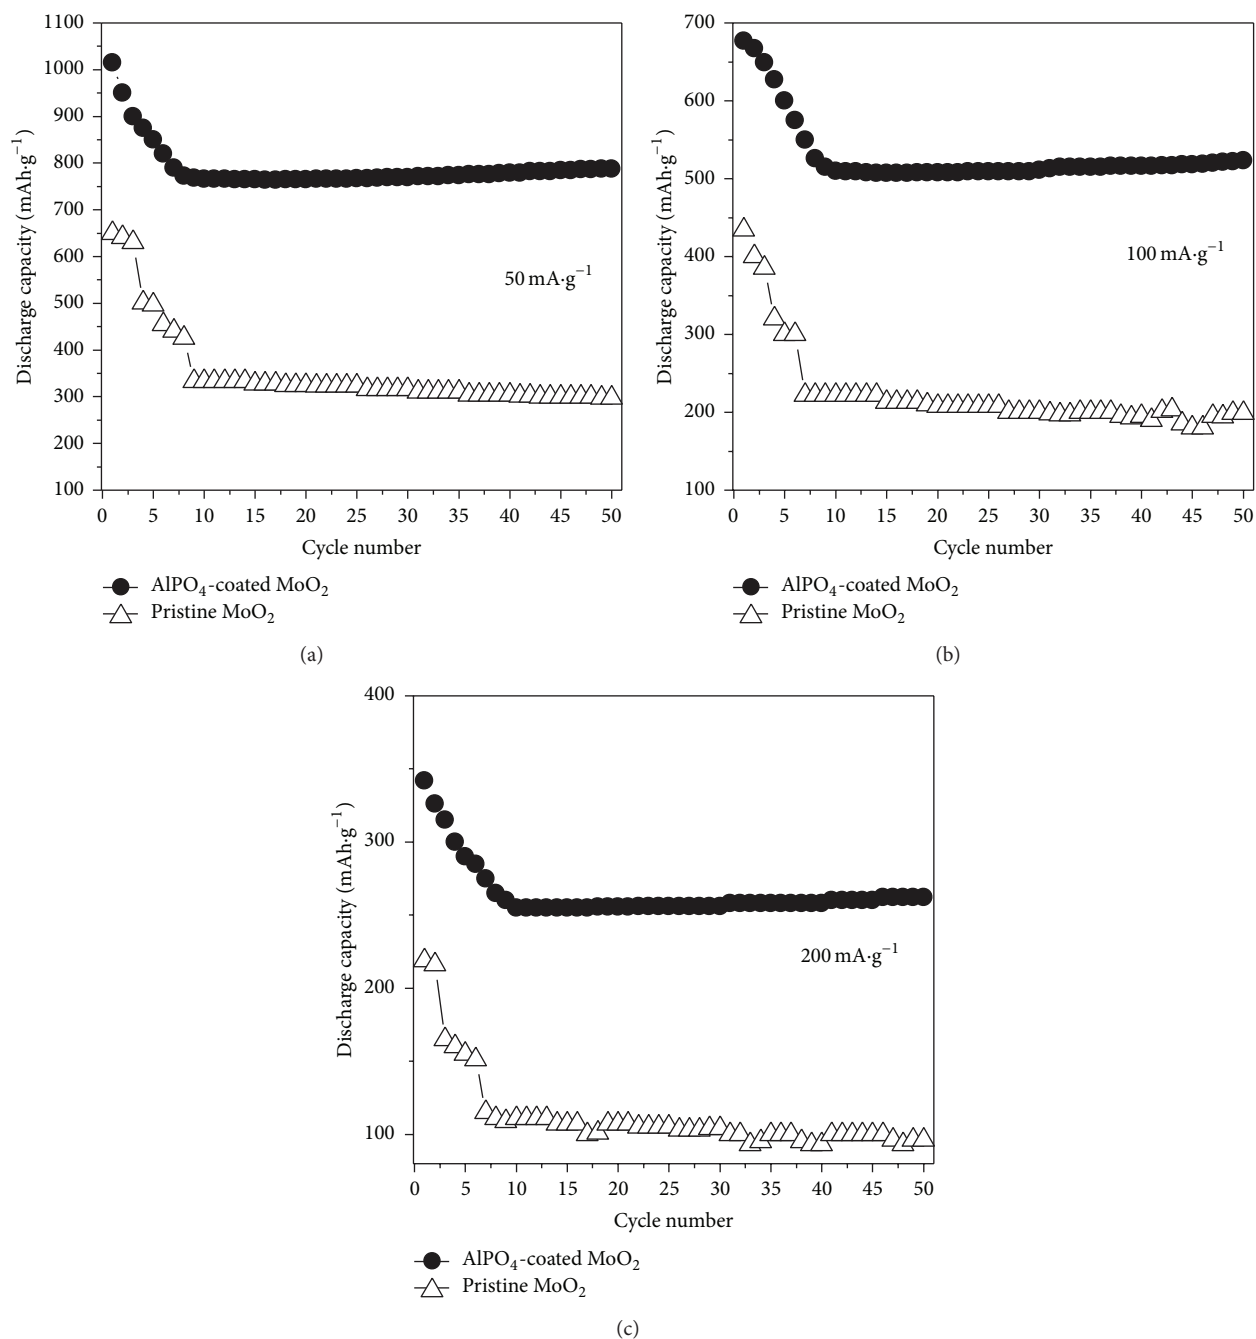 1100
1000
900
800
700
600
500
400
300
200
100
Discharge capacity (mAh·g⁻¹)
50 mA·g⁻¹
0 5 10 15 20 25 30 35 40 45 50
Cycle number
AlPO₄-coated MoO₂
Pristine MoO₂
(a)
700
600
500
400
300
200
100
Discharge capacity (mAh·g⁻¹)
100 mA·g⁻¹
0 5 10 15 20 25 30 35 40 45 50
Cycle number
AlPO₄-coated MoO₂
Pristine MoO₂
(b)
400
300
200
100
Discharge capacity (mAh·g⁻¹)
200 mA·g⁻¹
0 5 10 15 20 25 30 35 40 45 50
Cycle number
AlPO₄-coated MoO₂
Pristine MoO₂
(c)